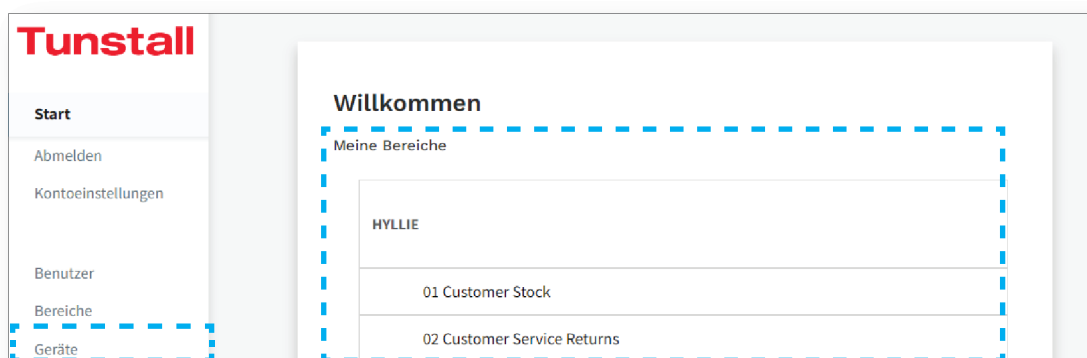 Tunstall
Start
Abmelden
Kontoeinstellungen
Benutzer
Bereiche
Geräte
Willkommen
Meine Bereiche
HYLLIE
01 Customer Stock
02 Customer Service Returns